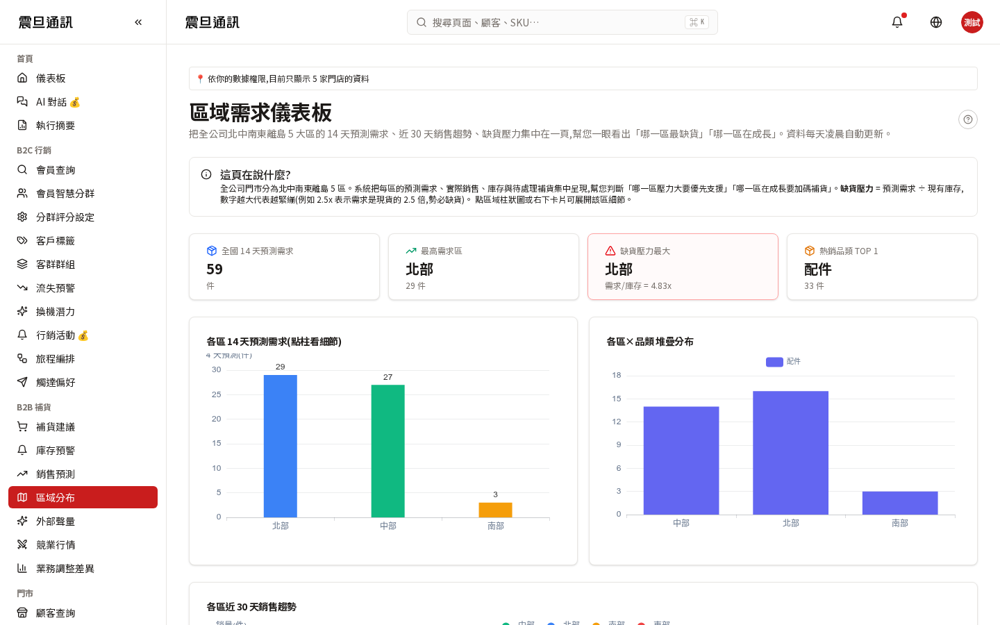 震旦通訊
震旦通訊
搜尋頁面、顧客、SKU…
⌘ K
測試
首頁
儀表板
AI 對話 💰
執行摘要
B2C 行銷
會員查詢
會員智慧分群
分群評分設定
客戶標籤
客群群組
流失預警
換機潛力
行銷活動 💰
旅程編排
觸達偏好
B2B 補貨
補貨建議
庫存預警
銷售預測
區域分布
外部聲量
競業行情
業務調整差異
門市
顧客查詢
📍 依你的數據權限,目前只顯示 5 家門店的資料
區域需求儀表板
把全公司北中南東離島 5 大區的 14 天預測需求、近 30 天銷售趨勢、缺貨壓力集中在一頁,幫您一眼看出「哪一區最缺貨」「哪一區在成長」。資料每天凌晨自動更新。
這頁在說什麼?
全公司門市分為北中南東離島 5 區。系統把每區的預測需求、實際銷售、庫存與待處理補貨集中呈現,幫您判斷「哪一區壓力大要優先支援」「哪一區在成長要加碼補貨」。缺貨壓力 = 預測需求 ÷ 現有庫存,
數字越大代表越緊繃(例如 2.5x 表示需求是現貨的 2.5 倍,勢必缺貨)。 點區域柱狀圖或右下卡片可展開該區細節。
全國 14 天預測需求
59
件
最高需求區
北部
29 件
缺貨壓力最大
北部
需求/庫存 = 4.83x
熱銷品類 TOP 1
配件
33 件
各區 14 天預測需求(點柱看細節)
4 天預測(件)
30
25
20
15
10
5
0
29
27
3
北部
中部
南部
各區×品類 堆疊分布
配件
18
15
12
9
6
3
0
中部
北部
南部
各區近 30 天銷售趨勢
銷量(件)
中部
北部
南部
東部